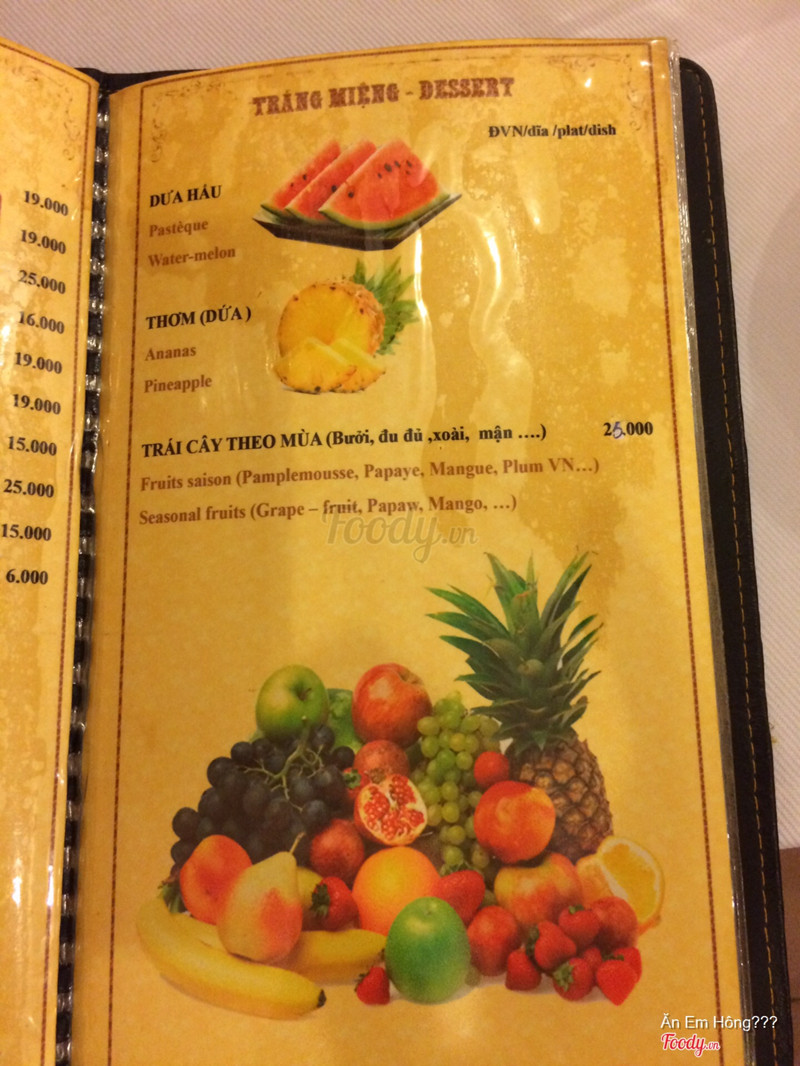 19.000
19.000
25.000
16.000
19.000
19.000
15.000
25.000
15.000
6.000
TRÁNG MIỆNG - DESSERT
ĐVN/dĩa /plat/dish
DƯA HẤU
Pastèque
Water-melon
THƠM (DỨA )
Ananas
Pineapple
TRÁI CÂY THEO MÙA (Bưởi, đu đủ ,xoài, mận ….) 25.000
Fruits saison (Pamplemousse, Papaye, Mangue, Plum VN…)
Seasonal fruits (Grape – fruit, Papaw, Mango, …)
Foody.vn
Ăn Em Hông???
Foody.vn